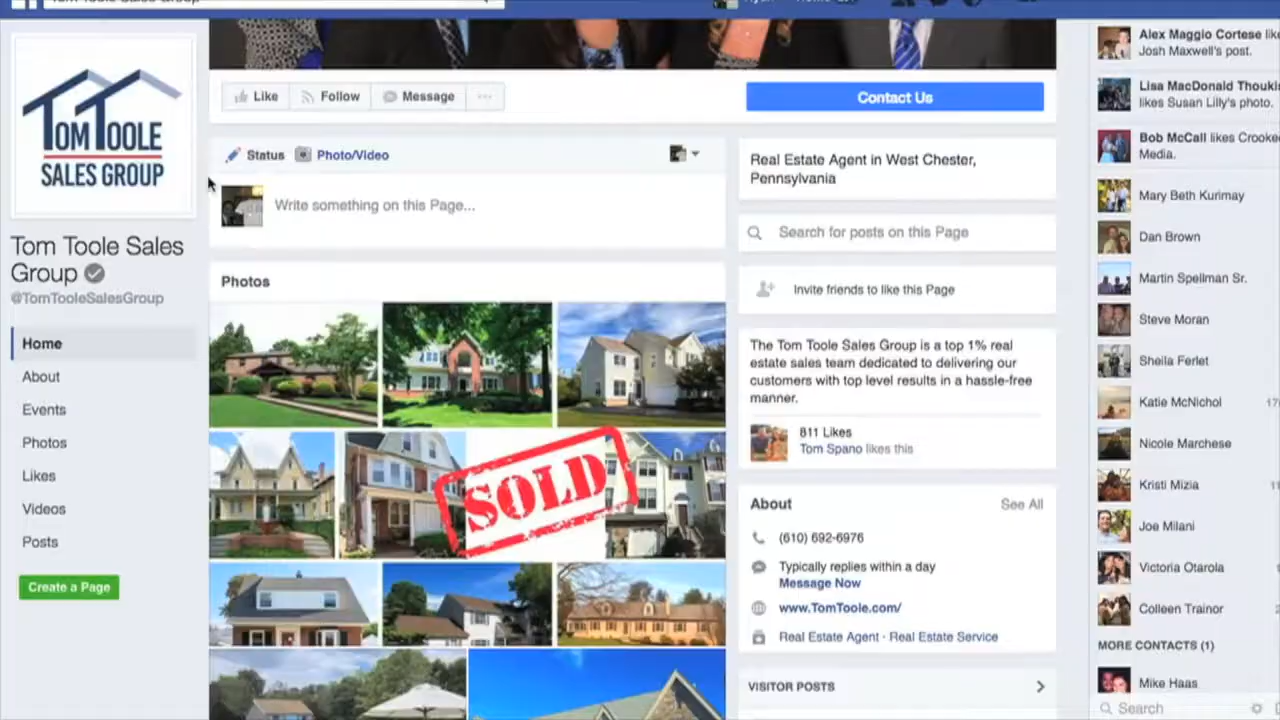 Tom Toole Sales Group
Like
Follow
Message
Contact Us
TOM TOOLE
SALES GROUP
Tom Toole Sales
Group
@TomTooleSalesGroup
Home
About
Events
Photos
Likes
Videos
Posts
Create a Page
Status
Photo/Video
Write something on this Page...
Photos
SOLD
Real Estate Agent in West Chester,
Pennsylvania
Search for posts on this Page
Invite friends to like this Page
The Tom Toole Sales Group is a top 1% real
estate sales team dedicated to delivering our
customers with top level results in a hassle-free
manner.
811 Likes
Tom Spano likes this
About
See All
(610) 692-6976
Typically replies within a day
Message Now
www.TomToole.com/
Real Estate Agent · Real Estate Service
VISITOR POSTS
Alex Maggio Cortese like
Josh Maxwell's post.
Lisa MacDonald Thoukis
likes Susan Lilly's photo.
Bob McCall likes Crooke
Media.
Mary Beth Kurimay
Dan Brown
Martin Spellman Sr.
Steve Moran
Sheila Ferlet
Katie McNichol
Nicole Marchese
Kristi Mizia
Joe Milani
Victoria Otarola
Colleen Trainor
MORE CONTACTS (1)
Mike Haas
Search